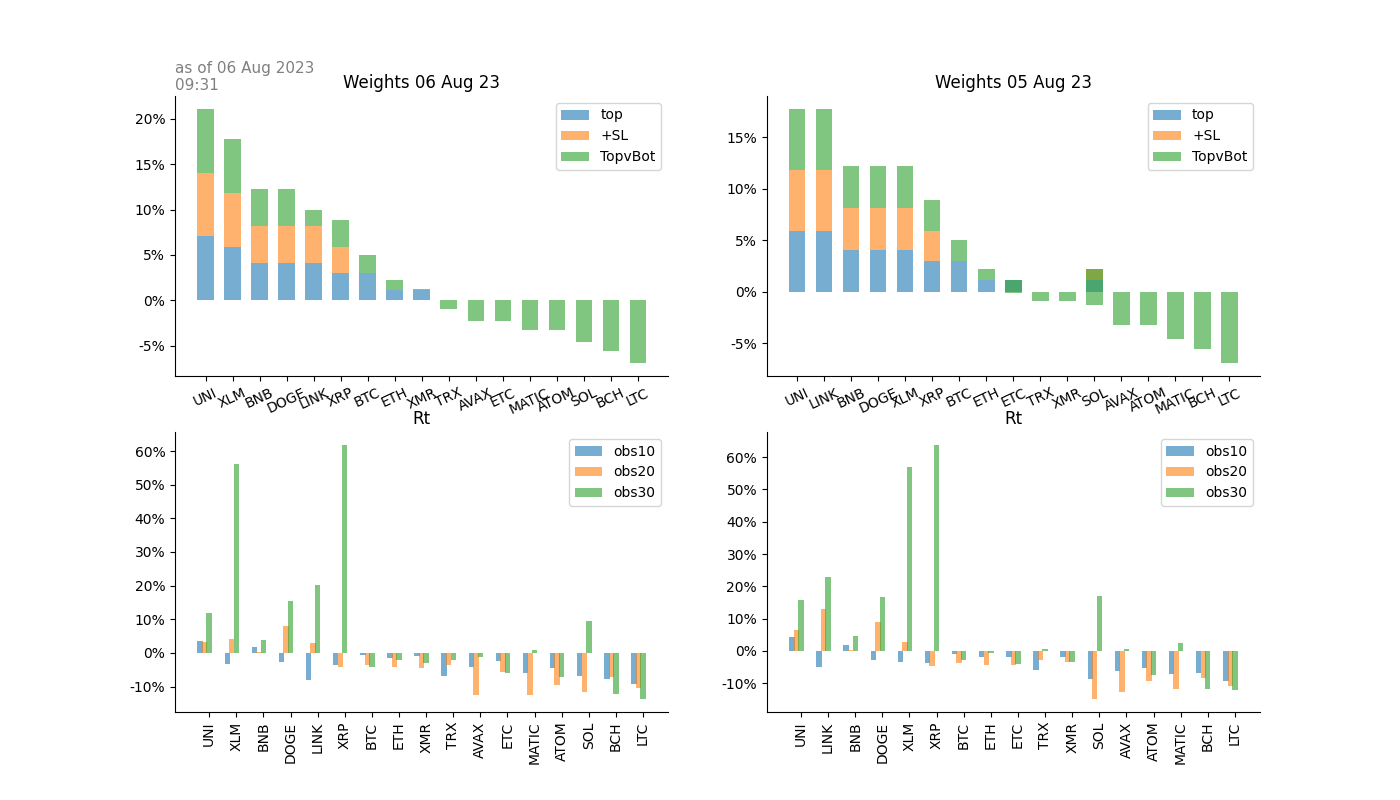 as of 06 Aug 2023
09:31
Weights 06 Aug 23
top
+SL
TopvBot
20%
15%
10%
5%
0%
-5%
UNI XLM BNB DOGE LINK XRP BTC ETH XMR TRX AVAX ETC MATIC ATOM SOL BCH LTC
Weights 05 Aug 23
top
+SL
TopvBot
15%
10%
5%
0%
-5%
UNI LINK BNB DOGE XLM XRP BTC ETH ETC TRX XMR SOL AVAX ATOM MATIC BCH LTC
Rt
obs10
obs20
obs30
60%
50%
40%
30%
20%
10%
0%
-10%
UNI XLM BNB DOGE LINK XRP BTC ETH XMR TRX AVAX ETC MATIC ATOM SOL BCH LTC
Rt
obs10
obs20
obs30
60%
50%
40%
30%
20%
10%
0%
-10%
UNI LINK BNB DOGE XLM XRP BTC ETH ETC TRX XMR SOL AVAX ATOM MATIC BCH LTC